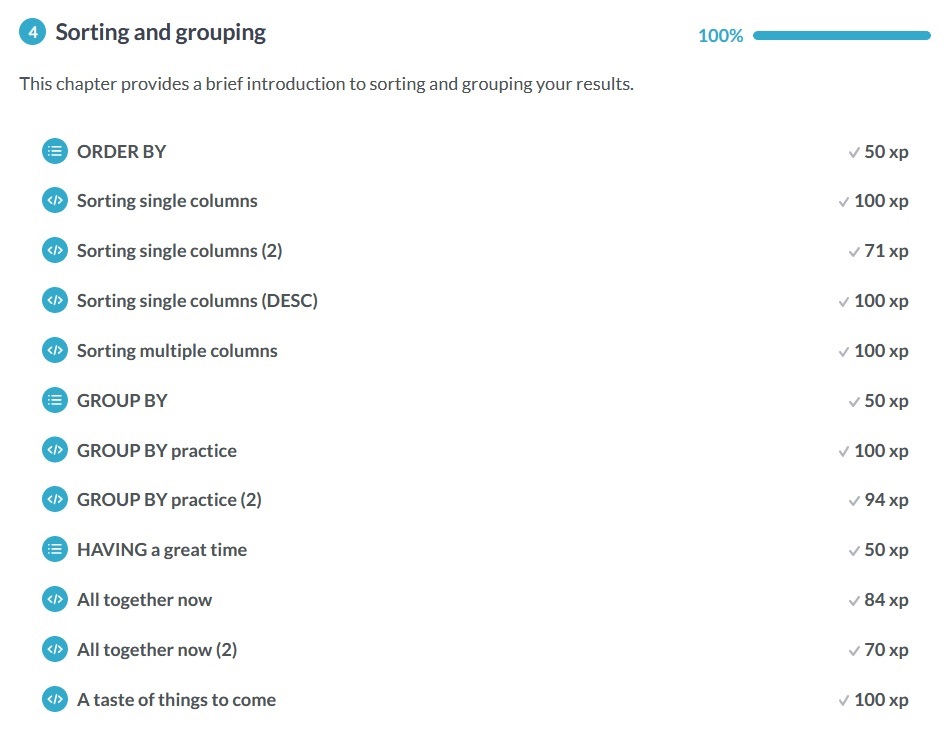 4 Sorting and grouping 100%
This chapter provides a brief introduction to sorting and grouping your results.
ORDER BY 50 xp
Sorting single columns 100 xp
Sorting single columns (2) 71 xp
Sorting single columns (DESC) 100 xp
Sorting multiple columns 100 xp
GROUP BY 50 xp
GROUP BY practice 100 xp
GROUP BY practice (2) 94 xp
HAVING a great time 50 xp
All together now 84 xp
All together now (2) 70 xp
A taste of things to come 100 xp